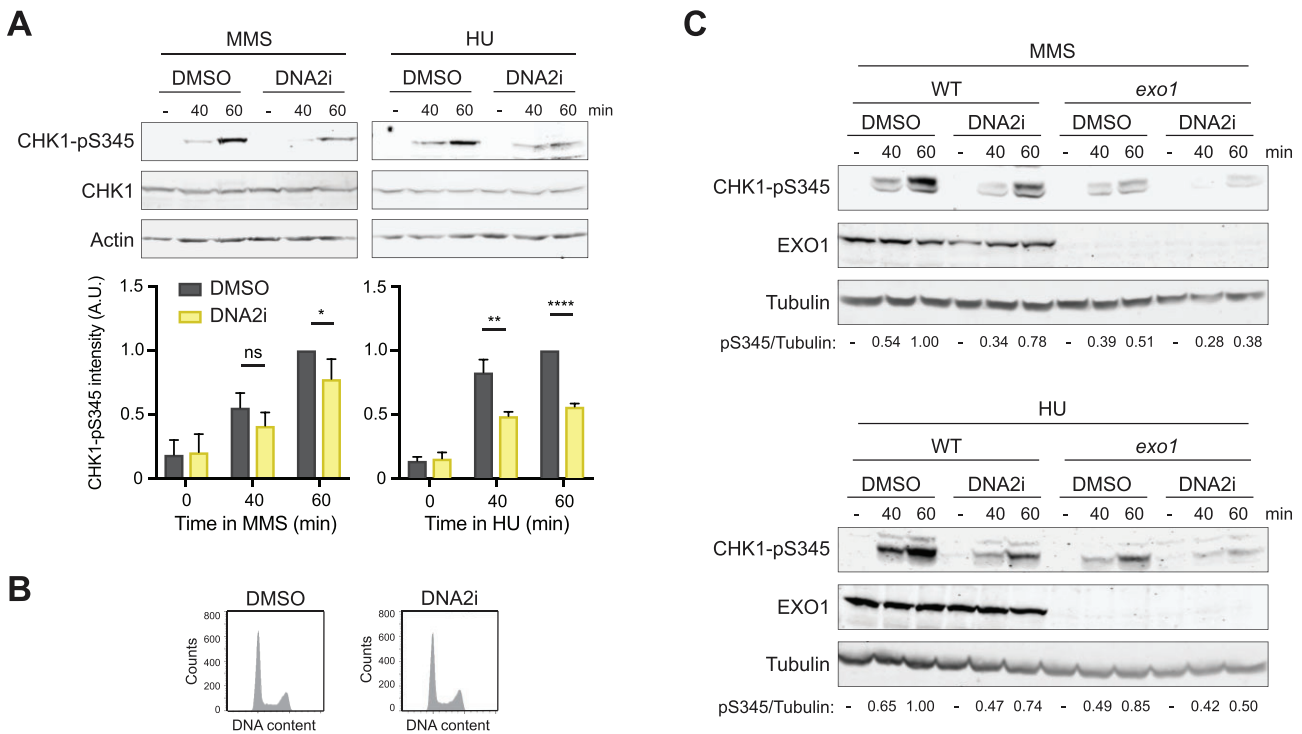 A
MMS HU
DMSO DNA2i DMSO DNA2i
- 40 60 - 40 60 - 40 60 - 40 60 min
CHK1-pS345
CHK1
Actin
CHK1-pS345 intensity (A.U.)
1.5
1.0
0.5
0
DMSO
DNA2i
ns
*
0 40 60
Time in MMS (min)
1.5
1.0
0.5
0
**
****
0 40 60
Time in HU (min)
B
DMSO
Counts
800
600
400
200
0
DNA content
DNA2i
Counts
800
600
400
200
0
DNA content
C
MMS
WT exo1
DMSO DNA2i DMSO DNA2i
- 40 60 - 40 60 - 40 60 - 40 60 min
CHK1-pS345
EXO1
Tubulin
pS345/Tubulin: - 0.54 1.00 - 0.34 0.78 - 0.39 0.51 - 0.28 0.38
HU
WT exo1
DMSO DNA2i DMSO DNA2i
- 40 60 - 40 60 - 40 60 - 40 60 min
CHK1-pS345
EXO1
Tubulin
pS345/Tubulin: - 0.65 1.00 - 0.47 0.74 - 0.49 0.85 - 0.42 0.50